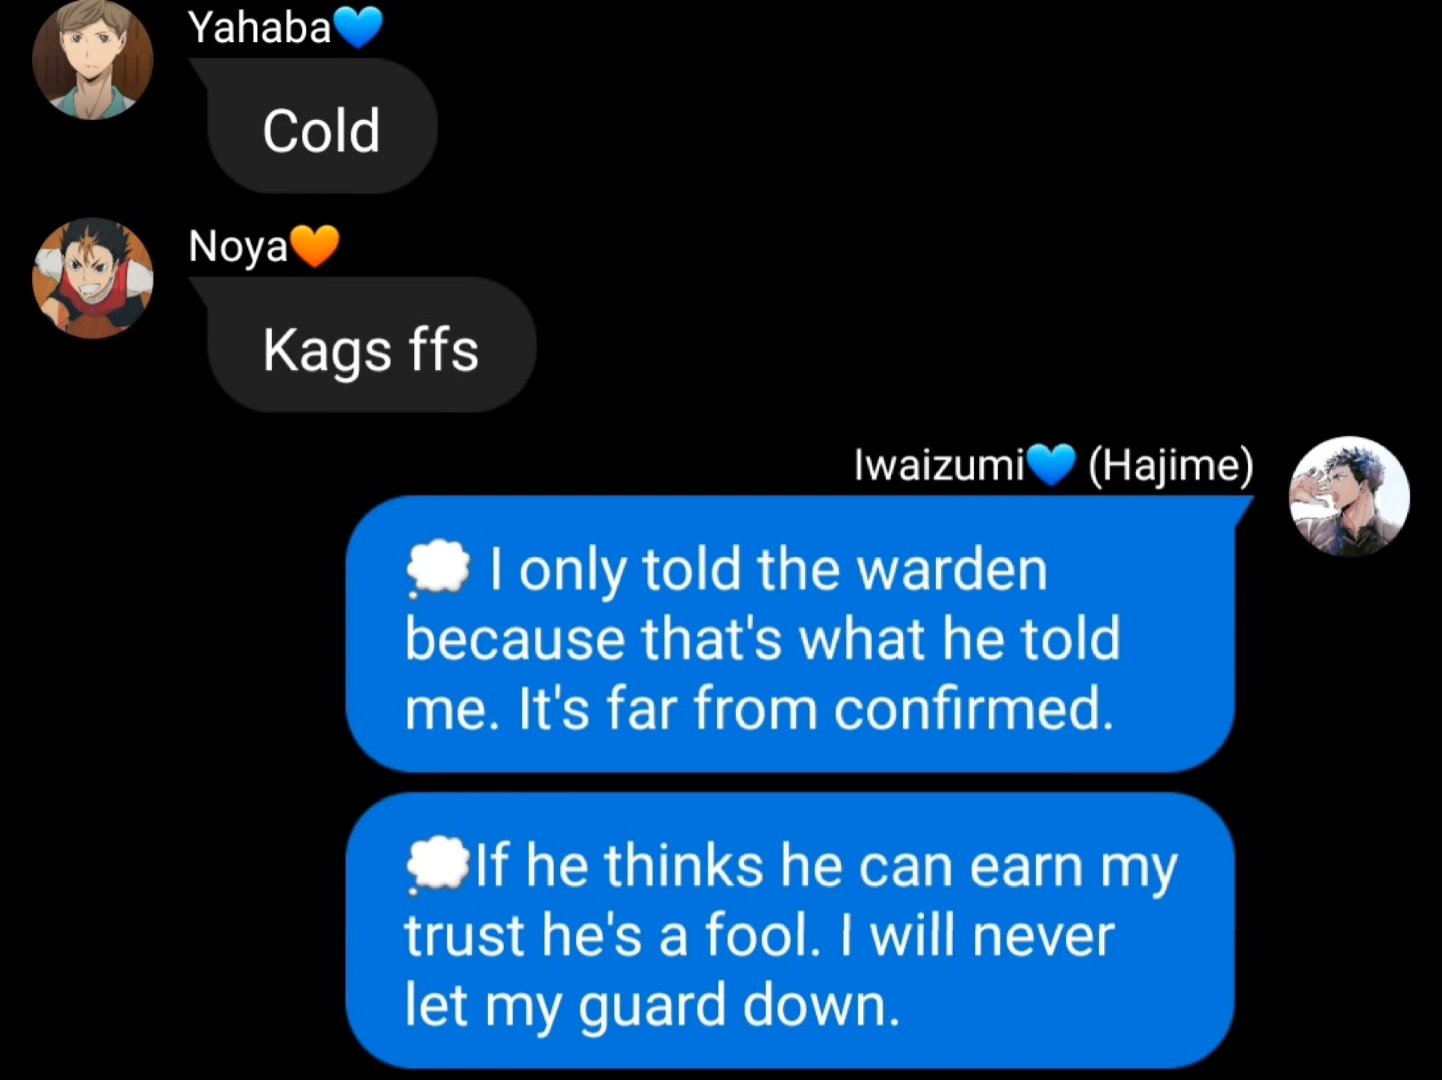 Yahaba💙
Cold
Noya🧡
Kags ffs
Iwaizumi💙 (Hajime)
💭 I only told the warden
because that's what he told
me. It's far from confirmed.
💭If he thinks he can earn my
trust he's a fool. I will never
let my guard down.